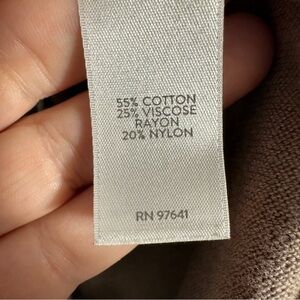 55% COTTON
25% VISCOSE
RAYON
20% NYLON
RN 97641